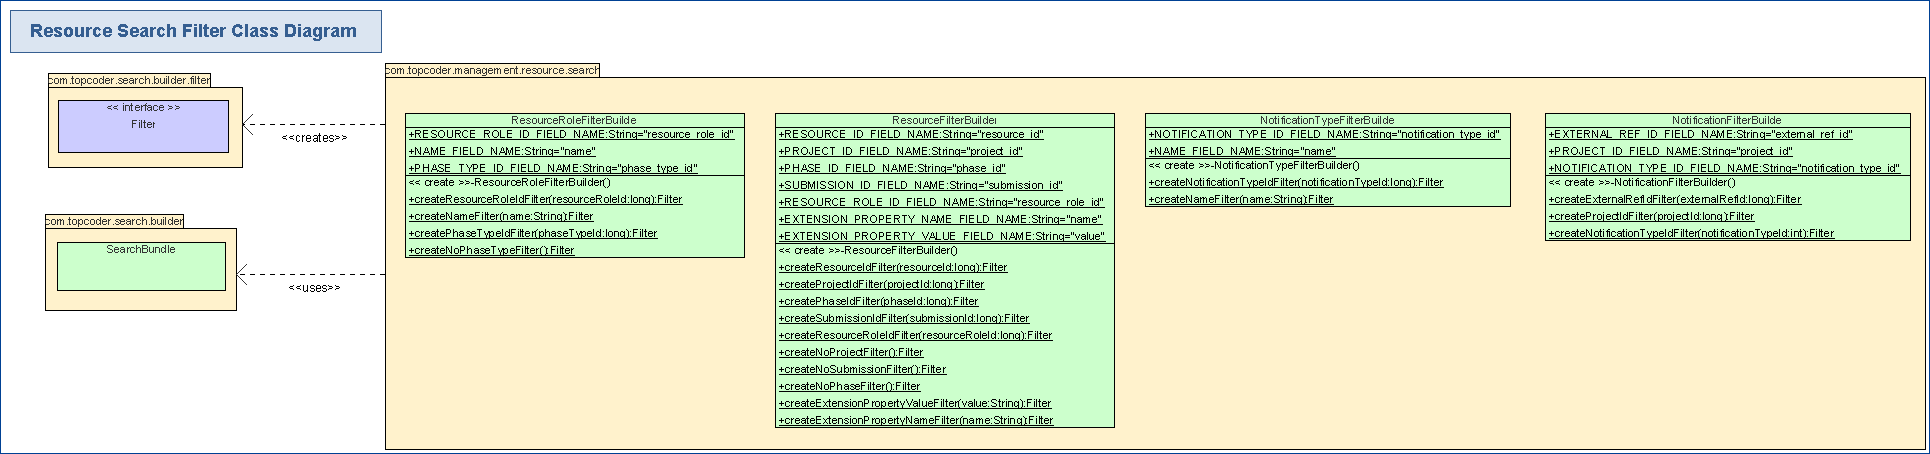 Resource Search Filter Class Diagram
com.topcoder.search.builder.filter
<< interface >>
Filter
<<creates>>
com.topcoder.search.builder
SearchBundle
<<uses>>
com.topcoder.management.resource.search
ResourceRoleFilterBuilde
+RESOURCE_ROLE_ID_FIELD_NAME:String="resource_role_id"
+NAME_FIELD_NAME:String="name"
+PHASE_TYPE_ID_FIELD_NAME:String="phase_type_id"
<< create >>-ResourceRoleFilterBuilder()
+createResourceRoleIdFilter(resourceRoleId:long):Filter
+createNameFilter(name:String):Filter
+createPhaseTypeIdFilter(phaseTypeId:long):Filter
+createNoPhaseTypeFilter():Filter
ResourceFilterBuilder
+RESOURCE_ID_FIELD_NAME:String="resource_id"
+PROJECT_ID_FIELD_NAME:String="project_id"
+PHASE_ID_FIELD_NAME:String="phase_id"
+SUBMISSION_ID_FIELD_NAME:String="submission_id"
+RESOURCE_ROLE_ID_FIELD_NAME:String="resource_role_id"
+EXTENSION_PROPERTY_NAME_FIELD_NAME:String="name"
+EXTENSION_PROPERTY_VALUE_FIELD_NAME:String="value"
<< create >>-ResourceFilterBuilder()
+createResourceIdFilter(resourceId:long):Filter
+createProjectIdFilter(projectId:long):Filter
+createPhaseIdFilter(phaseId:long):Filter
+createSubmissionIdFilter(submissionId:long):Filter
+createResourceRoleIdFilter(resourceRoleId:long):Filter
+createNoProjectFilter():Filter
+createNoSubmissionFilter():Filter
+createNoPhaseFilter():Filter
+createExtensionPropertyValueFilter(value:String):Filter
+createExtensionPropertyNameFilter(name:String):Filter
NotificationTypeFilterBuilde
+NOTIFICATION_TYPE_ID_FIELD_NAME:String="notification_type_id"
+NAME_FIELD_NAME:String="name"
<< create >>-NotificationTypeFilterBuilder()
+createNotificationTypeIdFilter(notificationTypeId:long):Filter
+createNameFilter(name:String):Filter
NotificationFilterBuilde
+EXTERNAL_REF_ID_FIELD_NAME:String="external_ref_id"
+PROJECT_ID_FIELD_NAME:String="project_id"
+NOTIFICATION_TYPE_ID_FIELD_NAME:String="notification_type_id"
<< create >>-NotificationFilterBuilder()
+createExternalRefIdFilter(externalRefId:long):Filter
+createProjectIdFilter(projectId:long):Filter
+createNotificationTypeIdFilter(notificationTypeId:int):Filter